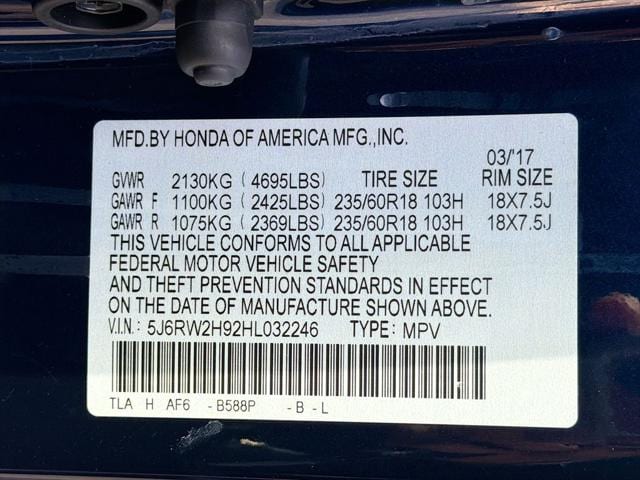 MFD.BY HONDA OF AMERICA MFG.,INC.
03/'17
GVWR 2130KG ( 4695LBS) TIRE SIZE RIM SIZE
GAWR F 1100KG ( 2425LBS) 235/60R18 103H 18X7.5J
GAWR R 1075KG ( 2369LBS) 235/60R18 103H 18X7.5J
THIS VEHICLE CONFORMS TO ALL APPLICABLE
FEDERAL MOTOR VEHICLE SAFETY
AND THEFT PREVENTION STANDARDS IN EFFECT
ON THE DATE OF MANUFACTURE SHOWN ABOVE.
V.I.N.: 5J6RW2H92HL032246 TYPE: MPV
TLA H AF6 -B588P -B -L